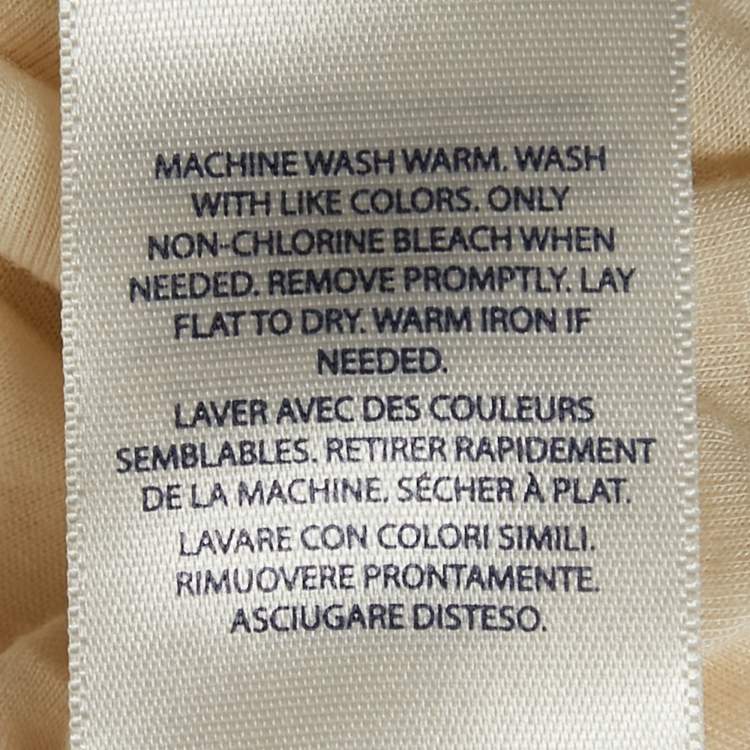 MACHINE WASH WARM. WASH
WITH LIKE COLORS. ONLY
NON-CHLORINE BLEACH WHEN
NEEDED. REMOVE PROMPTLY. LAY
FLAT TO DRY. WARM IRON IF
NEEDED.
LAVER AVEC DES COULEURS
SEMBLABLES. RETIRER RAPIDEMENT
DE LA MACHINE. SÉCHER À PLAT.
LAVARE CON COLORI SIMILI.
RIMUOVERE PRONTAMENTE.
ASCIUGARE DISTESO.